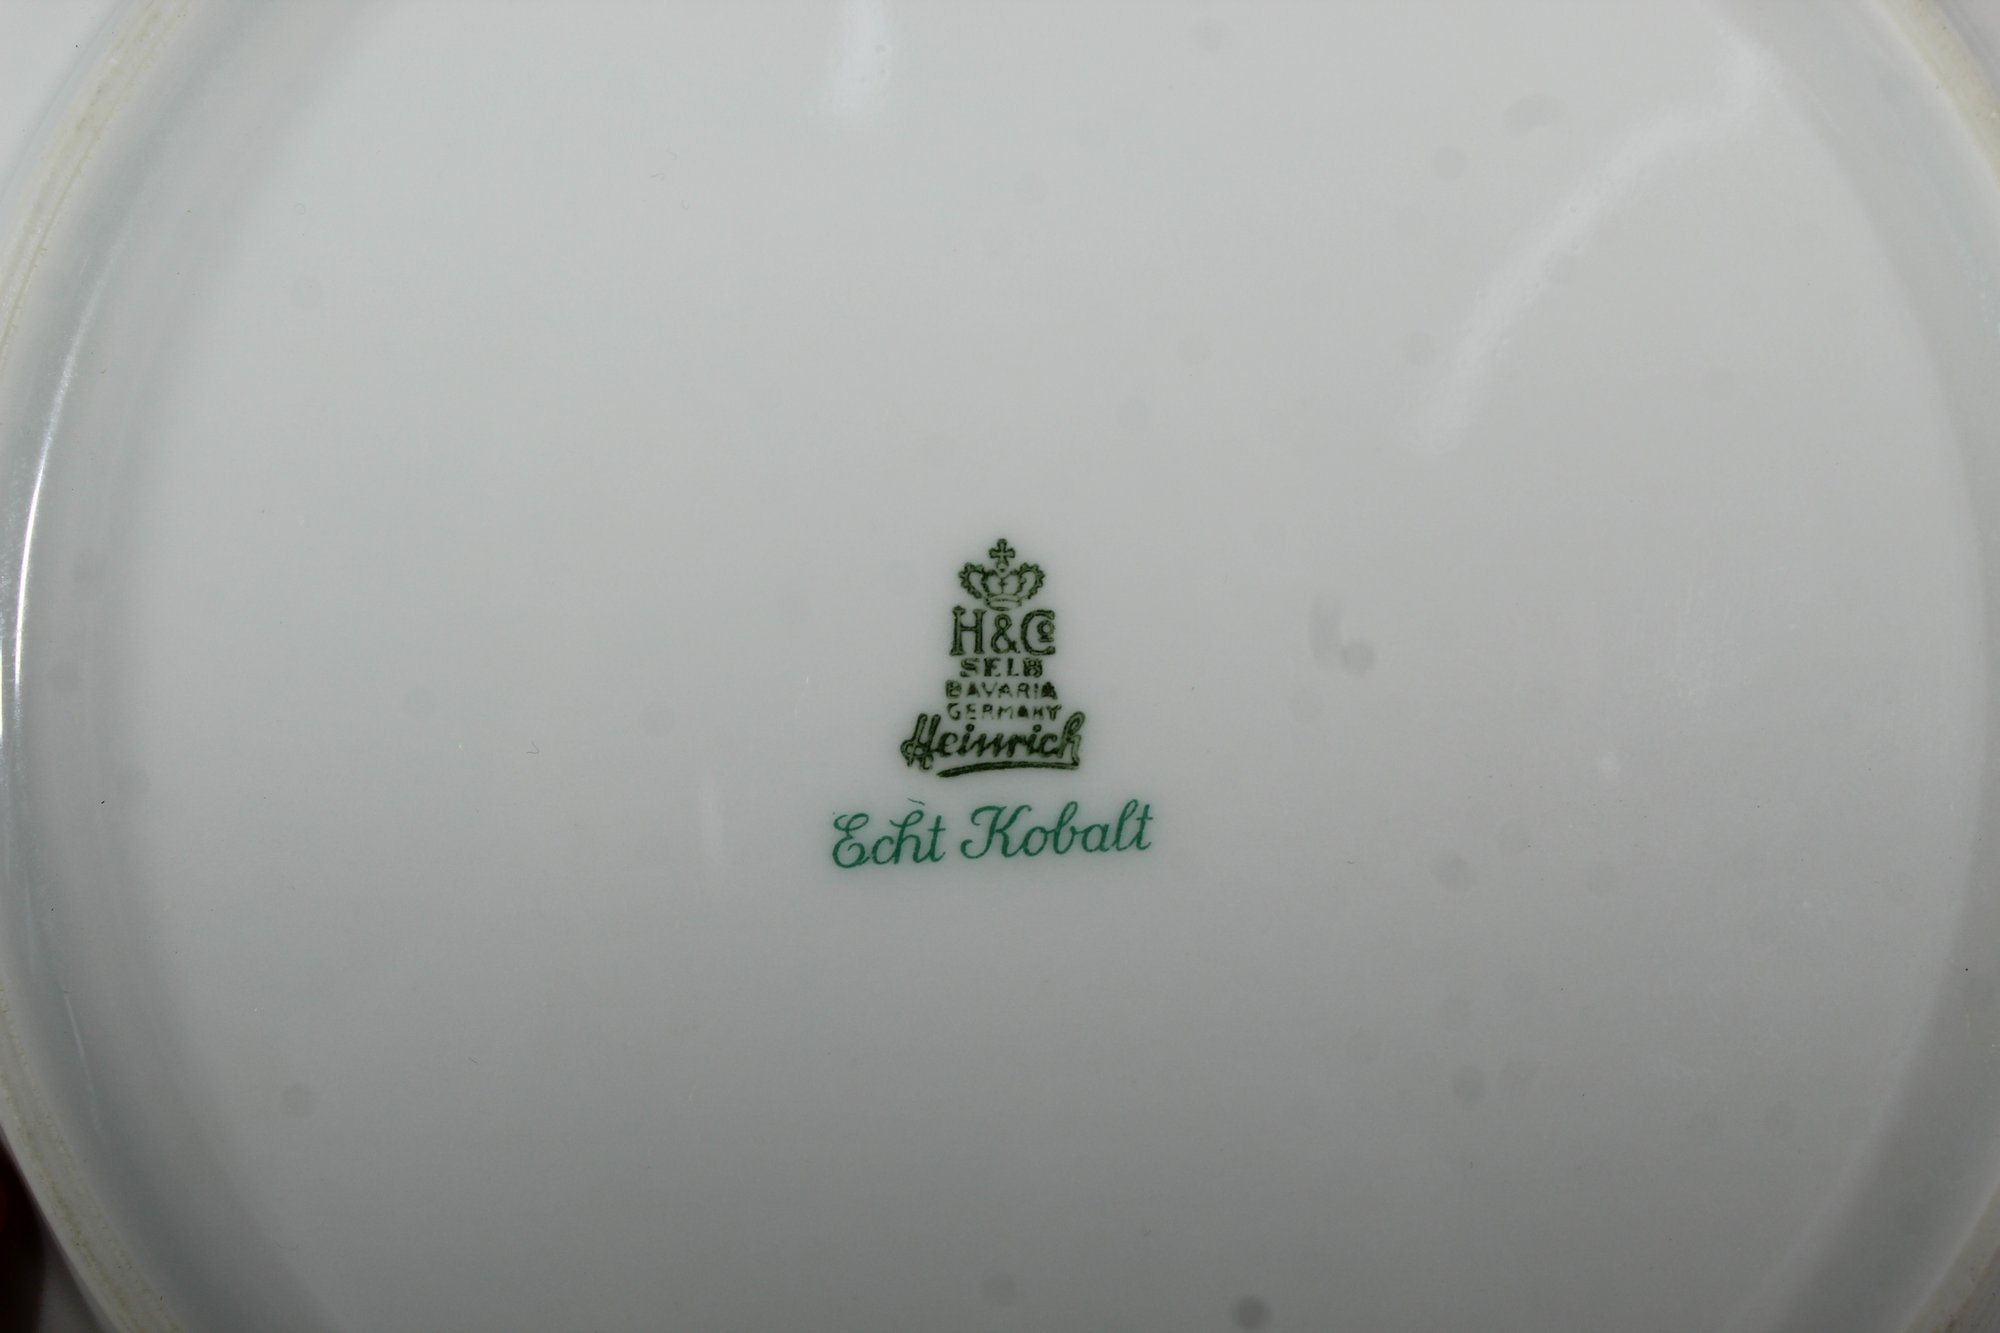 H&Co
SELB
BAVARIA
GERMANY
Heinrich
Echt Kobalt